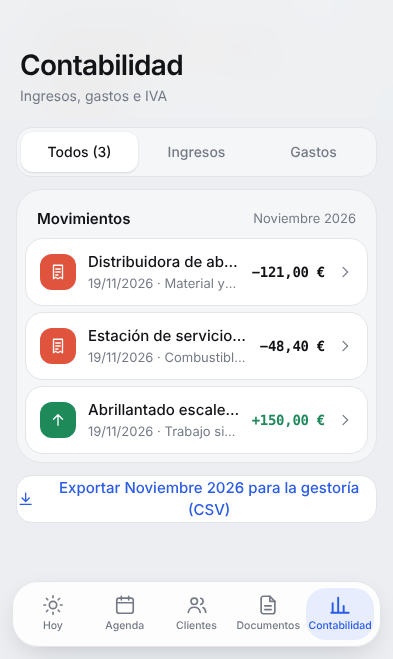 Contabilidad
Ingresos, gastos e IVA
Todos (3)
Ingresos
Gastos
Movimientos
Noviembre 2026
Distribuidora de ab...
−121,00 €
19/11/2026 · Material y...
Estación de servicio...
−48,40 €
19/11/2026 · Combustibl...
Abrillantado escale...
+150,00 €
19/11/2026 · Trabajo si...
Exportar Noviembre 2026 para la gestoría
(CSV)
Hoy
Agenda
Clientes
Documentos
Contabilidad